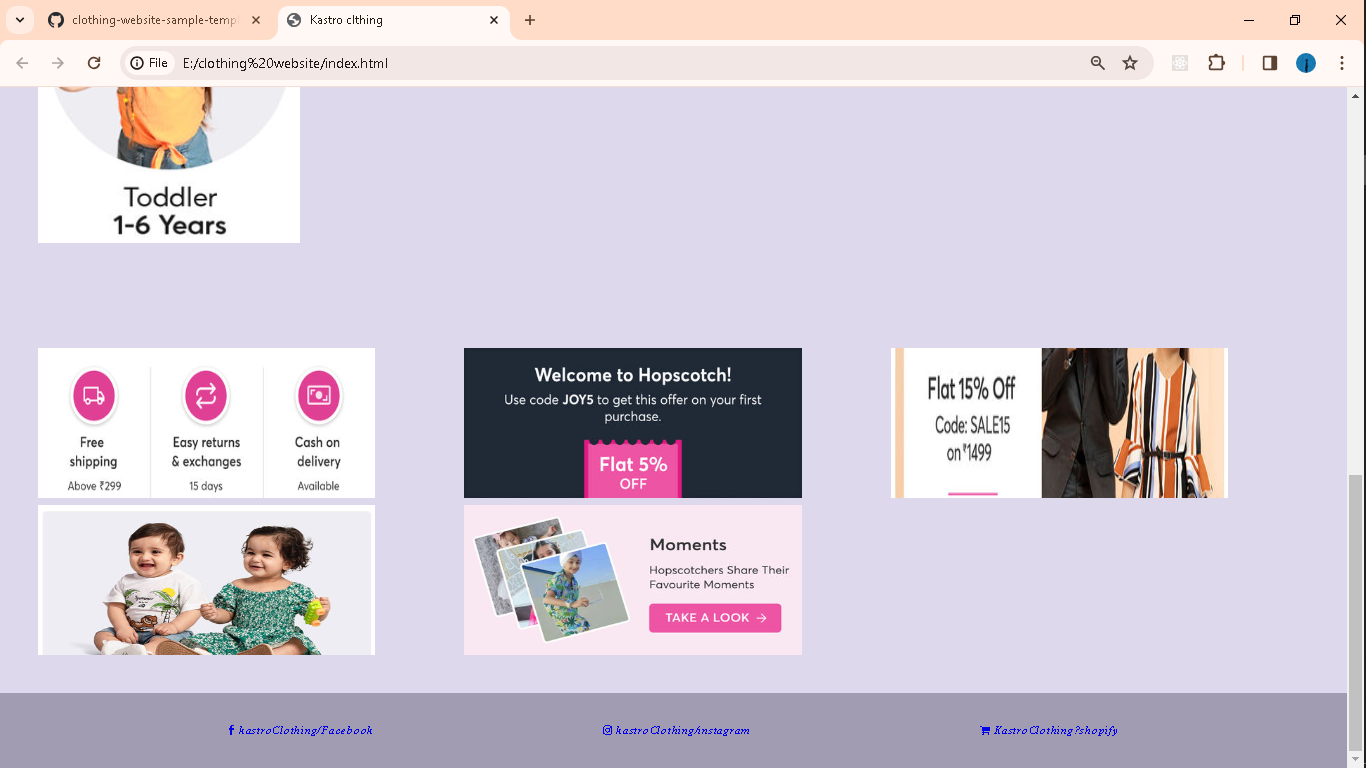 clothing-website-sample-temp
Kastro clthing
File
E:/clothing%20website/index.html
Toddler
1-6 Years
Free
shipping
Above ₹299
Easy returns
& exchanges
15 days
Cash on
delivery
Available
Welcome to Hopscotch!
Use code JOY5 to get this offer on your first
purchase.
Flat 5%
OFF
Flat 15% Off
Code: SALE15
on ₹1499
Moments
Hopscotchers Share Their
Favourite Moments
TAKE A LOOK →
kastroClothing/Facebook
kastroClothing/instagram
KastroClothing?shopify